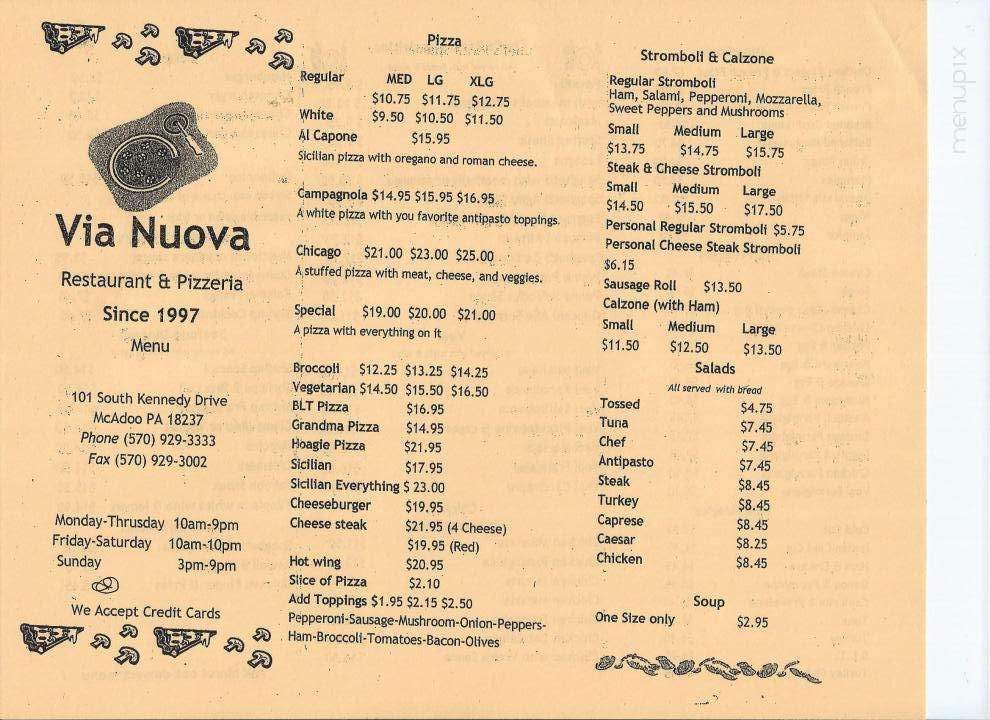 Via Nuova
Restaurant & Pizzeria
Since 1997
Menu
101 South Kennedy Drive
McAdoo PA 18237
Phone (570) 929-3333
Fax (570) 929-3002
Monday-Thrusday 10am-9pm
Friday-Saturday 10am-10pm
Sunday 3pm-9pm
We Accept Credit Cards
Pizza
Regular MED LG XLG
$10.75 $11.75 $12.75
White $9.50 $10.50 $11.50
Al Capone $15.95
Sicilian pizza with oregano and roman cheese.
Campagnola $14.95 $15.95 $16.95
A white pizza with you favorite antipasto toppings.
Chicago $21.00 $23.00 $25.00
A stuffed pizza with meat, cheese, and veggies.
Special $19.00 $20.00 $21.00
A pizza with everything on it
Broccoli $12.25 $13.25 $14.25
Vegetarian $14.50 $15.50 $16.50
BLT Pizza $16.95
Grandma Pizza $14.95
Hoagie Pizza $21.95
Sicilian $17.95
Sicilian Everything $ 23.00
Cheeseburger $19.95
Cheese steak $21.95 (4 Cheese)
$19.95 (Red)
Hot wing $20.95
Slice of Pizza $2.10
Add Toppings $1.95 $2.15 $2.50
Pepperoni-Sausage-Mushroom-Onion-Peppers-
Ham-Broccoli-Tomatoes-Bacon-Olives
Stromboli & Calzone
Regular Stromboli
Ham, Salami, Pepperoni, Mozzarella,
Sweet Peppers and Mushrooms
Small Medium Large
$13.75 $14.75 $15.75
Steak & Cheese Stromboli
Small Medium Large
$14.50 $15.50 $17.50
Personal Regular Stromboli $5.75
Personal Cheese Steak Stromboli
$6.15
Sausage Roll $13.50
Calzone (with Ham)
Small Medium Large
$11.50 $12.50 $13.50
Salads
All served with bread
Tossed $4.75
Tuna $7.45
Chef $7.45
Antipasto $7.45
Steak $8.45
Turkey $8.45
Caprese $8.45
Caesar $8.25
Chicken $8.45
Soup
One Size only $2.95
menupix